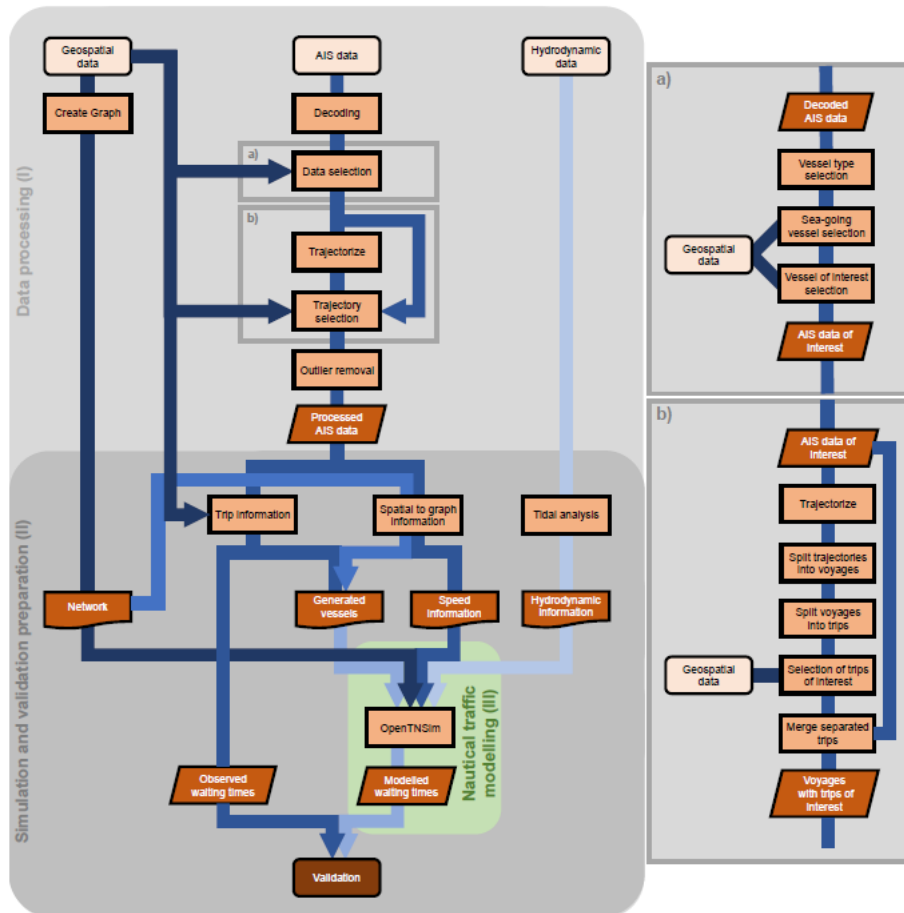 Geospatial
data
AIS data
Hydrodynamic
data
Create Graph
Decoding
a)
Data selection
b)
Trajectorize
Trajectory
selection
Outlier removal
Processed
AIS data
Data processing (I)
Trip information
Spatial to graph
information
Tidal analysis
Network
Generated
vessels
Speed
information
Hydrodynamic
information
OpenTNSim
Nautical traffic
modelling (III)
Observed
waiting times
Modelled
waiting times
Validation
Simulation and validation preparation (II)
a)
Decoded
AIS data
Vessel type
selection
Sea-going
vessel selection
Geospatial
data
Vessel of interest
selection
AIS data of
interest
b)
AIS data of
interest
Trajectorize
Split trajectories
into voyages
Split voyages
into trips
Geospatial
data
Selection of trips
of interest
Merge separated
trips
Voyages
with trips of
interest